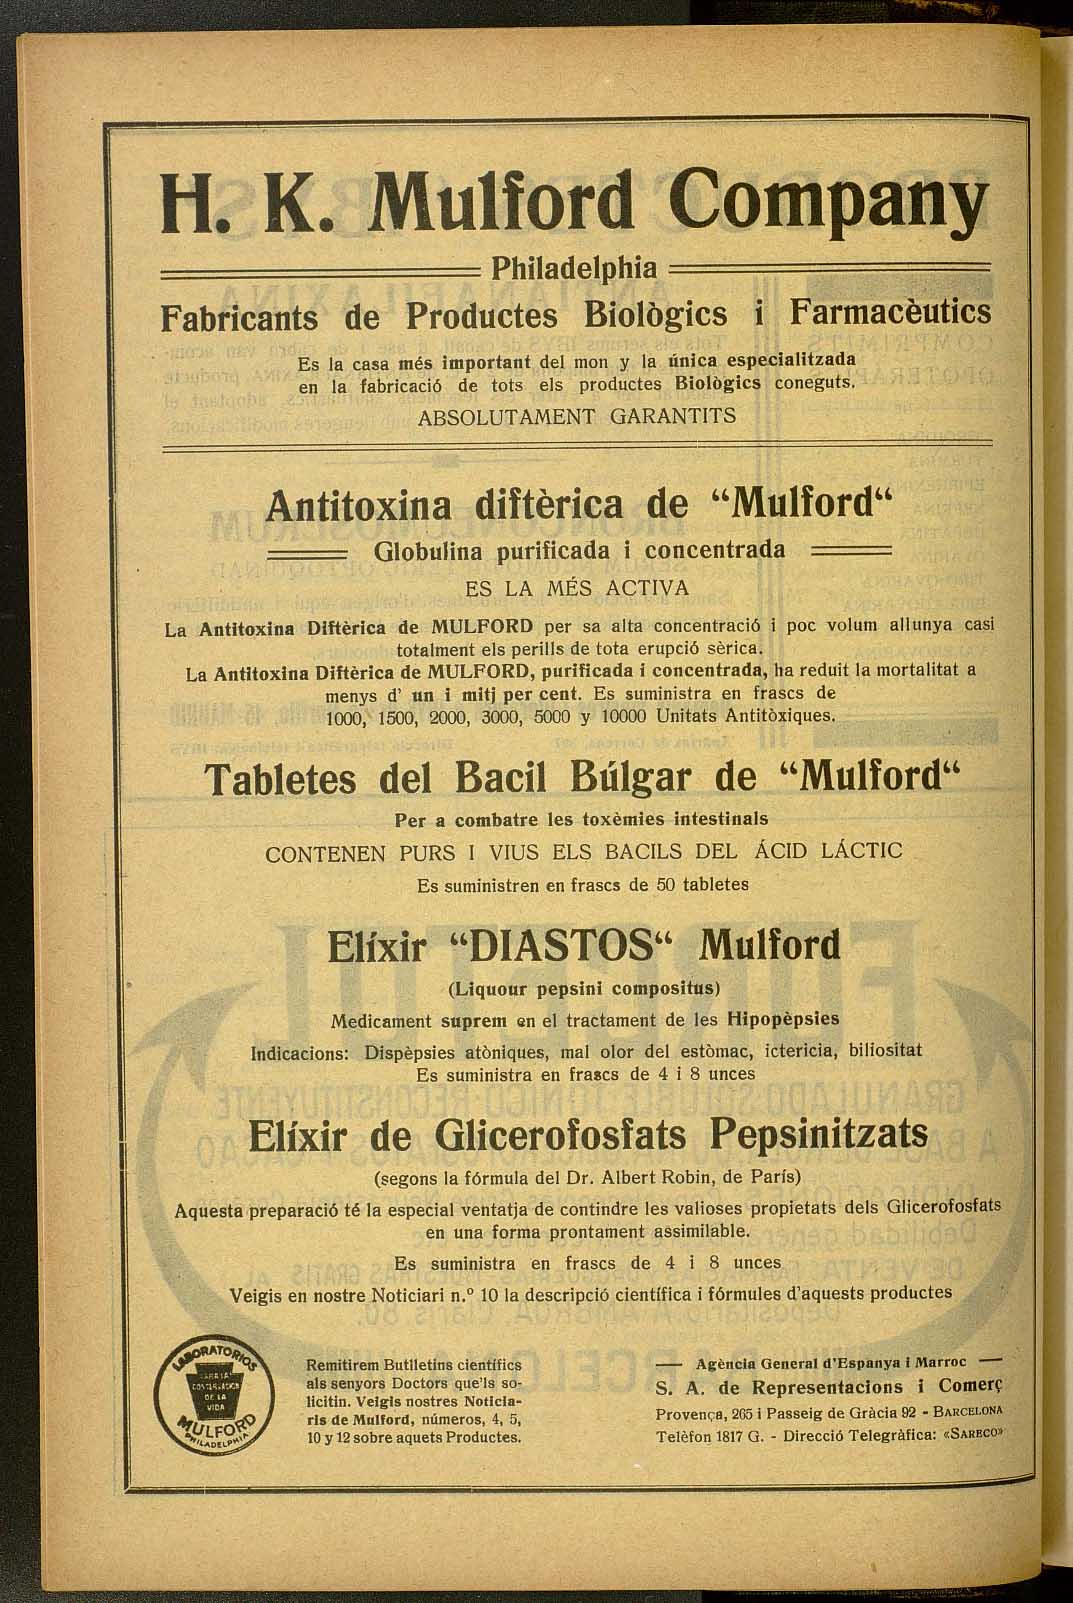 H. K. Mulford Company
Philadelphia
Fabricants de Productes Biològics i Farmacèutics
Es la casa més important del mon y la única especialitzada
en la fabricació de tots els productes Biològics coneguts.
ABSOLUTAMENT GARANTITS
Antitoxina diftèrica de “Mulford“
Globulina purificada i concentrada
ES LA MÉS ACTIVA
La Antitoxina Diftèrica de MULFORD per sa alta concentració i poc volum allunya casi
totalment els perills de tota erupció sèrica.
La Antitoxina Diftèrica de MULFORD, purificada i concentrada, ha reduit la mortalitat a
menys d' un i mitj per cent. Es suministra en frascs de
1000, 1500, 2000, 3000, 5000 y 10000 Unitats Antitòxiques.
Tabletes del Bacil Búlgar de “Mulford“
Per a combatre les toxèmies intestinals
CONTENEN PURS I VIUS ELS BACILS DEL ÁCID LÁCTIC
Es suministren en frascs de 50 tabletes
Elíxir “DIASTOS“ Mulford
(Liquour pepsini compositus)
Medicament suprem en el tractament de les Hipopèpsies
Indicacions: Dispèpsies atòniques, mal olor del estòmac, ictericia, biliositat
Es suministra en frascs de 4 i 8 unces
Elíxir de Glicerofosfats Pepsinitzats
(segons la fórmula del Dr. Albert Robin, de París)
Aquesta preparació té la especial ventatja de contindre les valioses propietats dels Glicerofosfats
en una forma prontament assimilable.
Es suministra en frascs de 4 i 8 unces
Veigis en nostre Noticiari n.º 10 la descripció científica i fórmules d'aquests productes
LABORATORIOS
PARA LA
CONSERVACION
DE LA
VIDA
MULFORD
PHILADELPHIA
Remitirem Butlletins científics
als senyors Doctors que'ls so-
licitin. Veigis nostres Noticia-
ris de Mulford, números, 4, 5,
10 y 12 sobre aquets Productes.
— Agència General d'Espanya i Marroc —
S. A. de Representacions i Comerç
Provença, 265 i Passeig de Gràcia 92 - BARCELONA
Telèfon 1817 G. - Direcció Telegràfica: «SARECO»